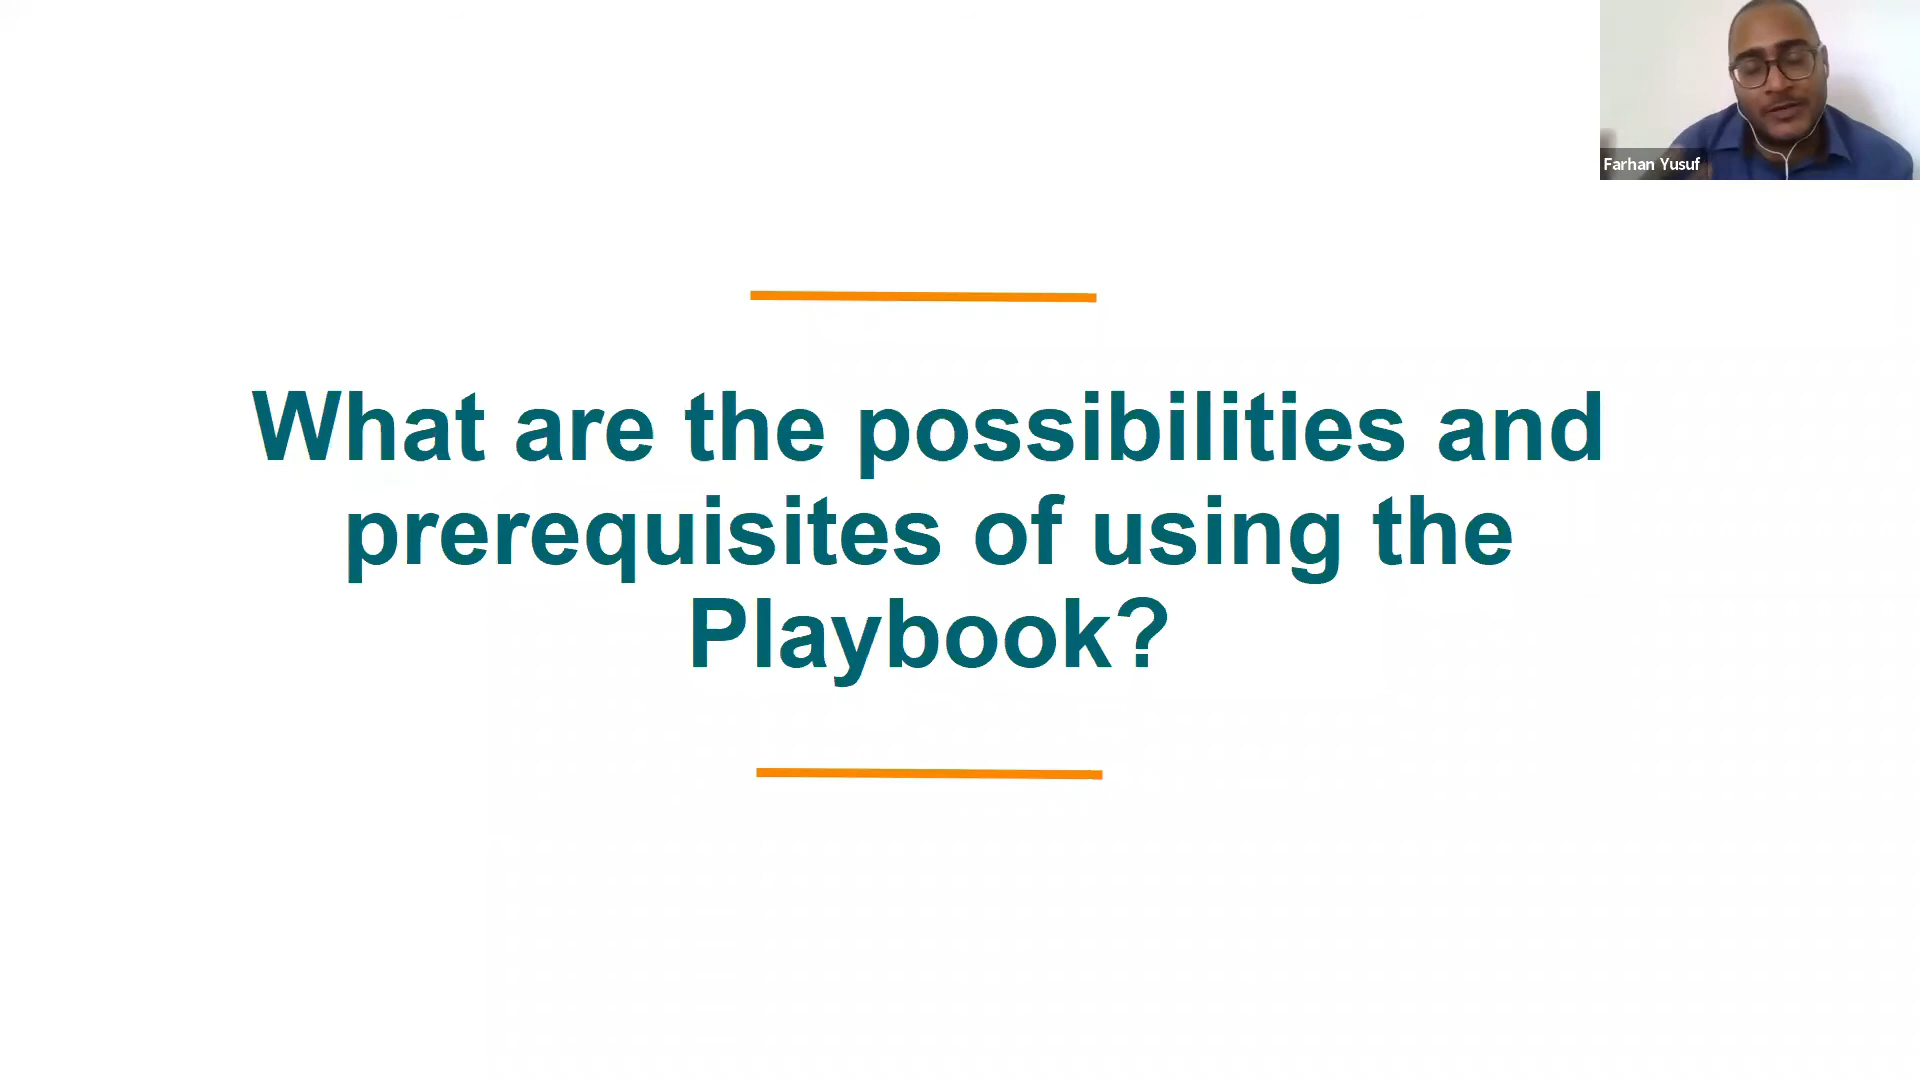 Farhan Yusuf
What are the possibilities and
prerequisites of using the
Playbook?